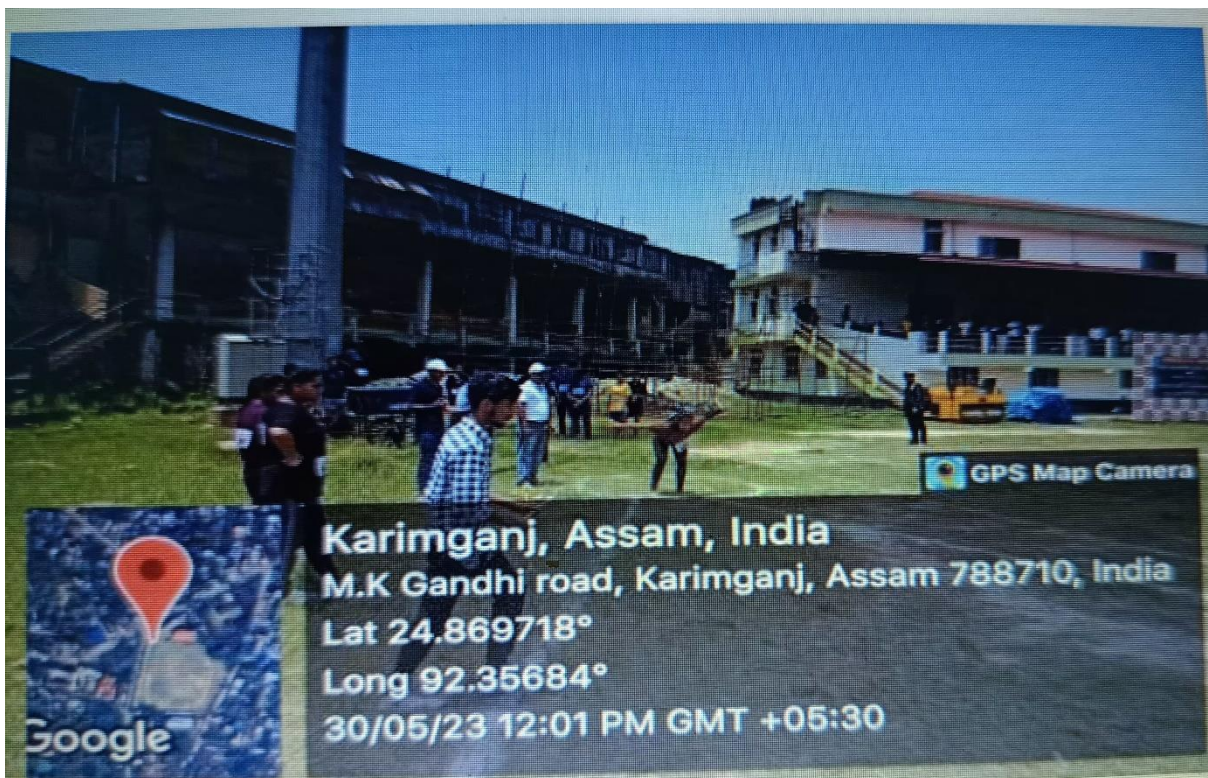 GPS Map Camera
Karimganj, Assam, India
M.K Gandhi road, Karimganj, Assam 788710, India
Lat 24.869718°
Long 92.35684°
30/05/23 12:01 PM GMT +05:30
Google